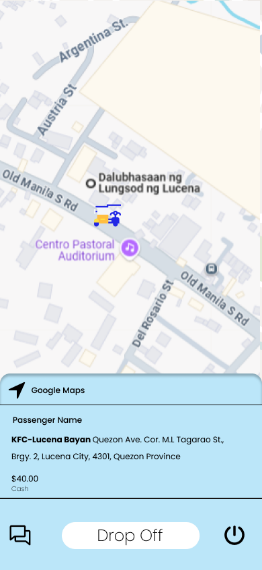 Argentina St.
Austria St
Dalubhasaan ng
Lungsod ng Lucena
Old Manila S Rd
Centro Pastoral
Auditorium
Old Manila S Rd
Del Rosario St
Google Maps
Passenger Name
KFC-Lucena Bayan Quezon Ave. Cor. M.L Tagarao St.,
Brgy. 2, Lucena City, 4301, Quezon Province
$40.00
Cash
Drop Off